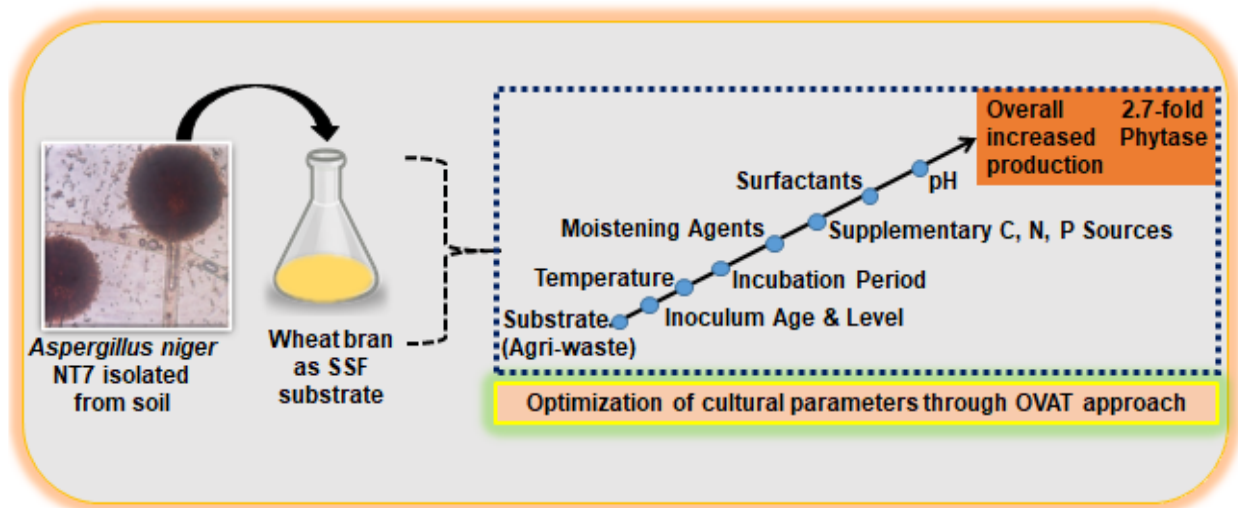 Aspergillus niger
NT7 isolated
from soil
Wheat bran
as SSF
substrate
Overall 2.7-fold
increased Phytase
production
Surfactants
pH
Moistening Agents
Supplementary C, N, P Sources
Temperature
Incubation Period
Substrate
(Agri-waste)
Inoculum Age & Level
Optimization of cultural parameters through OVAT approach